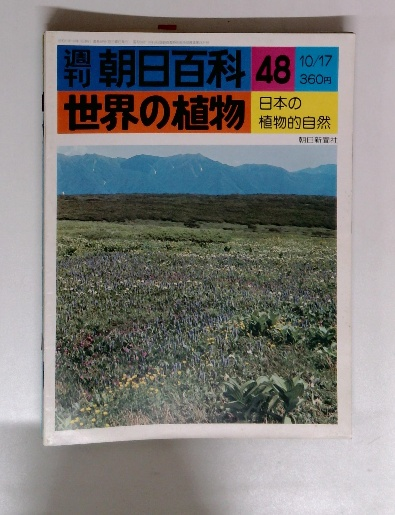 週刊 朝日百科 48 10/17
360円
世界の植物 日本の
植物的自然
朝日新聞社